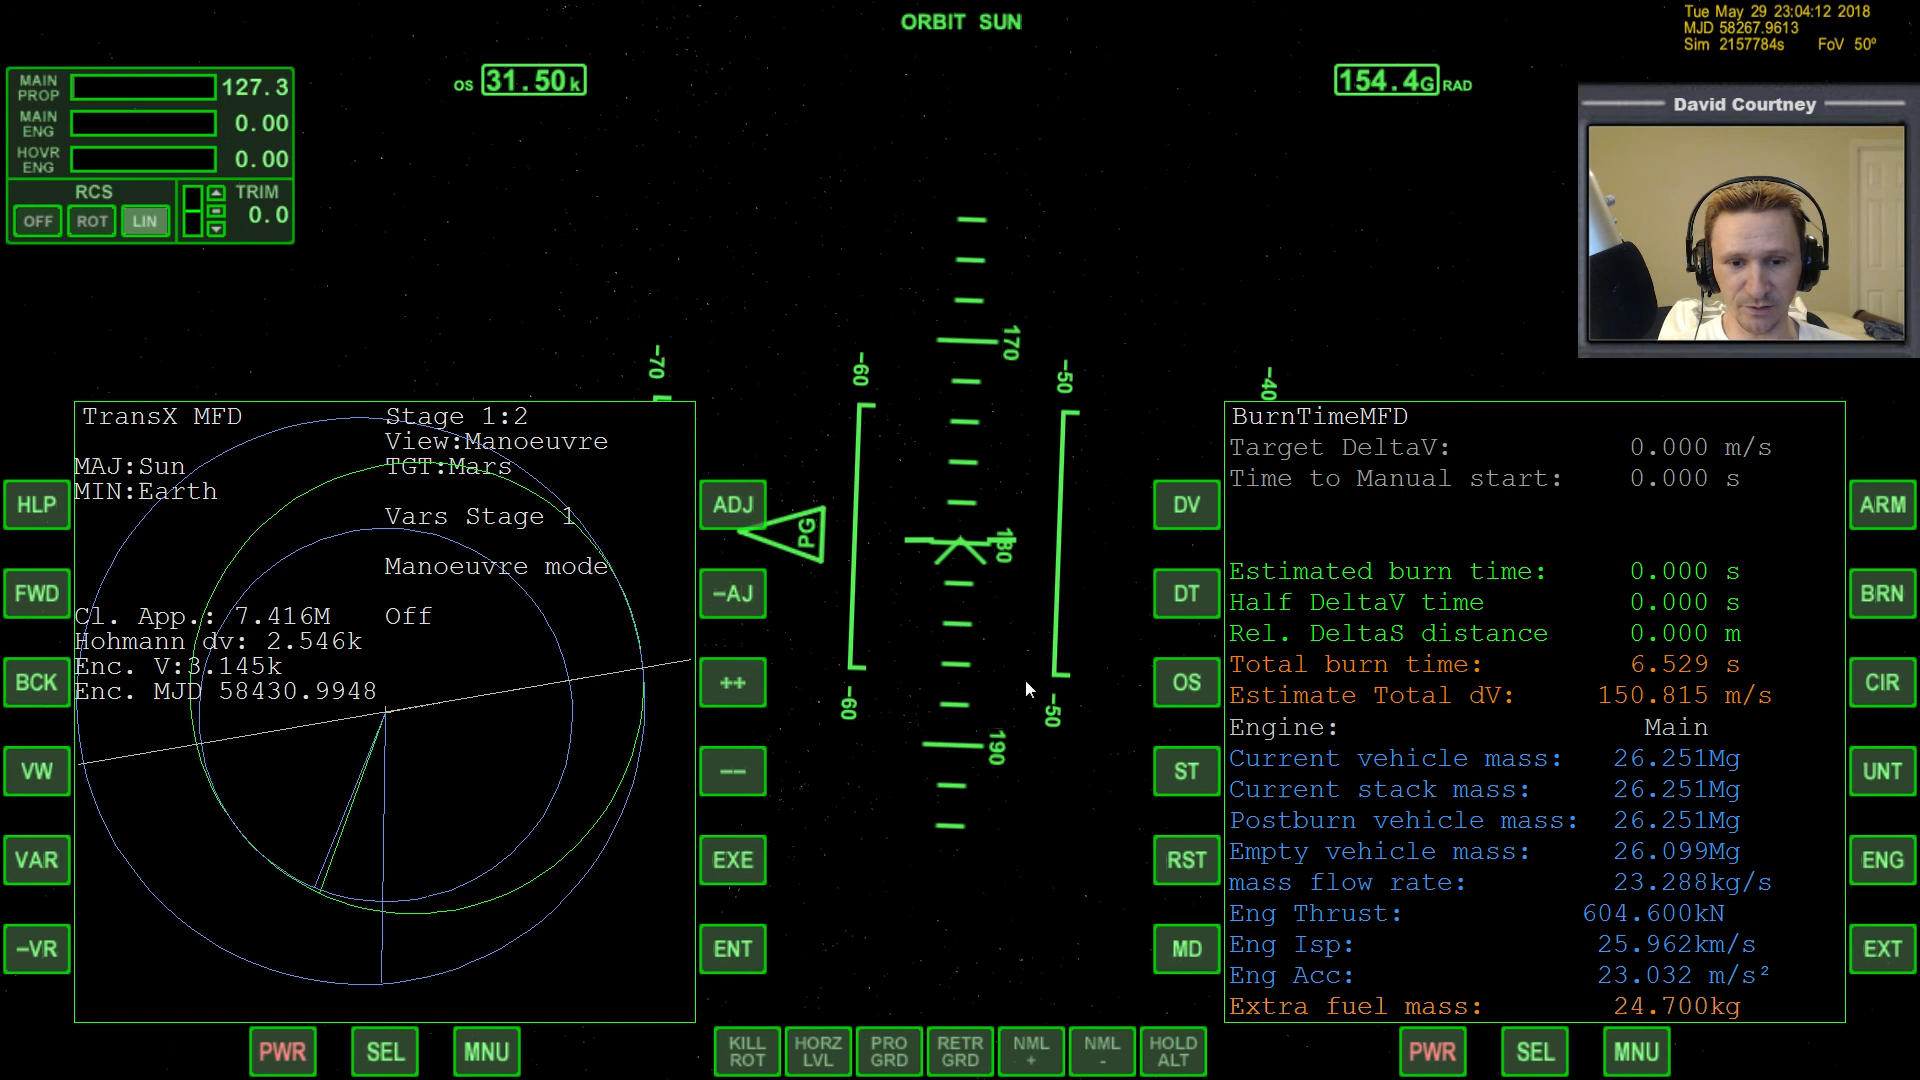 ORBIT SUN
Tue May 29 23:04:12 2018
MJD 58267.9613
Sim 2157784s FoV 50°
MAIN PROP 127.3
MAIN ENG 0.00
HOVR ENG 0.00
RCS
OFF ROT LIN
TRIM
0.0
OS 31.50k
154.4G RAD
David Courtney
-70
-60
-50
-40
170
180
190
-60
-50
PG
TransX MFD Stage 1:2
View:Manoeuvre
MAJ:Sun TGT:Mars
MIN:Earth
Vars Stage 1
Manoeuvre mode
Cl. App.: 7.416M Off
Hohmann dv: 2.546k
Enc. V:3.145k
Enc. MJD 58430.9948
HLP
FWD
BCK
VW
VAR
-VR
ADJ
-AJ
++
--
EXE
ENT
PWR SEL MNU
KILL ROT
HORZ LVL
PRO GRD
RETR GRD
NML +
NML -
HOLD ALT
DV
DT
OS
ST
RST
MD
BurnTimeMFD
Target DeltaV: 0.000 m/s
Time to Manual start: 0.000 s
Estimated burn time: 0.000 s
Half DeltaV time 0.000 s
Rel. DeltaS distance 0.000 m
Total burn time: 6.529 s
Estimate Total dV: 150.815 m/s
Engine: Main
Current vehicle mass: 26.251Mg
Current stack mass: 26.251Mg
Postburn vehicle mass: 26.251Mg
Empty vehicle mass: 26.099Mg
mass flow rate: 23.288kg/s
Eng Thrust: 604.600kN
Eng Isp: 25.962km/s
Eng Acc: 23.032 m/s²
Extra fuel mass: 24.700kg
ARM
BRN
CIR
UNT
ENG
EXT
PWR SEL MNU